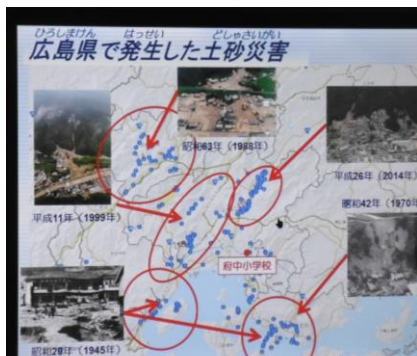 ひろしまけん はっせい どしゃさいがい
広島県で発生した土砂災害
昭和63年（1988年）
平成11年（1999年）
平成26年（2014年）
昭和42年（1970年）
府中小学校
昭和20年（1945年）